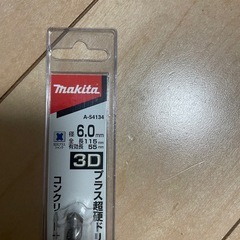 makita
A-54134
径 6.0mm
全長 115mm
有効長 55mm
3D
プラス超硬ドリ
コンクリー